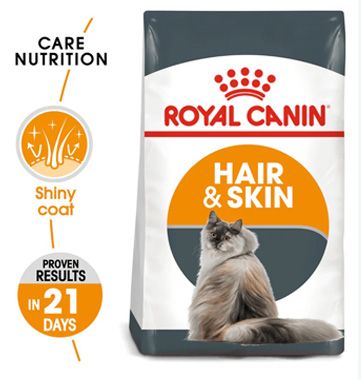 CARE
NUTRITION
Shiny
coat
PROVEN
RESULTS
IN 21
DAYS
ROYAL CANIN
HAIR
& SKIN